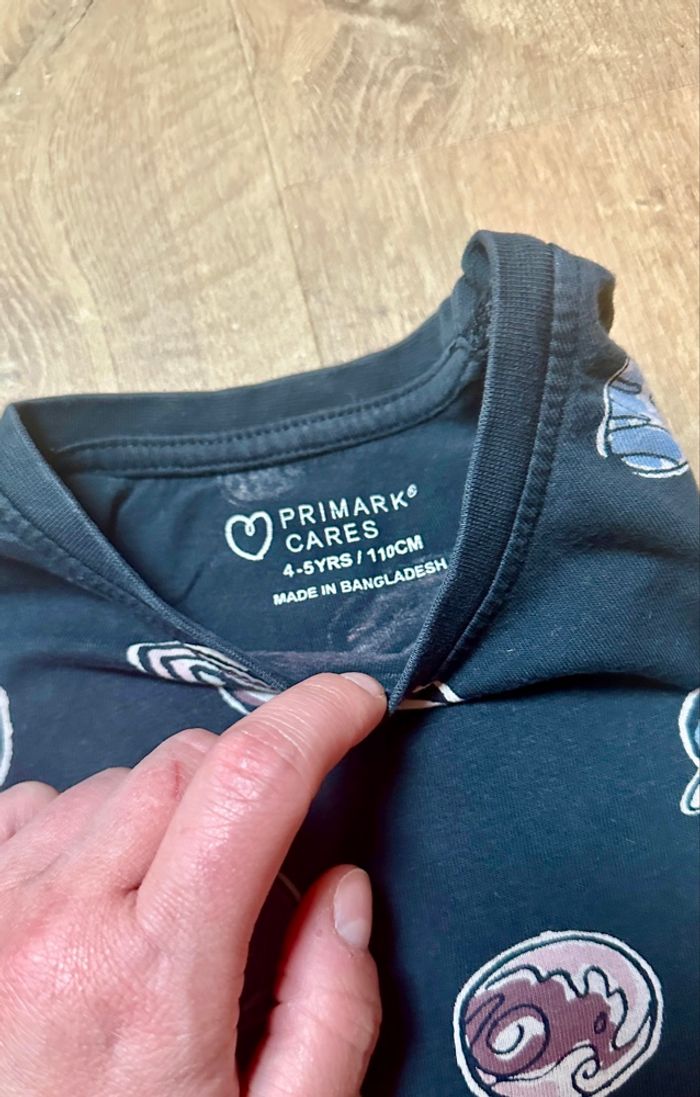 PRIMARK®
CARES
4-5YRS / 110CM
MADE IN BANGLADESH